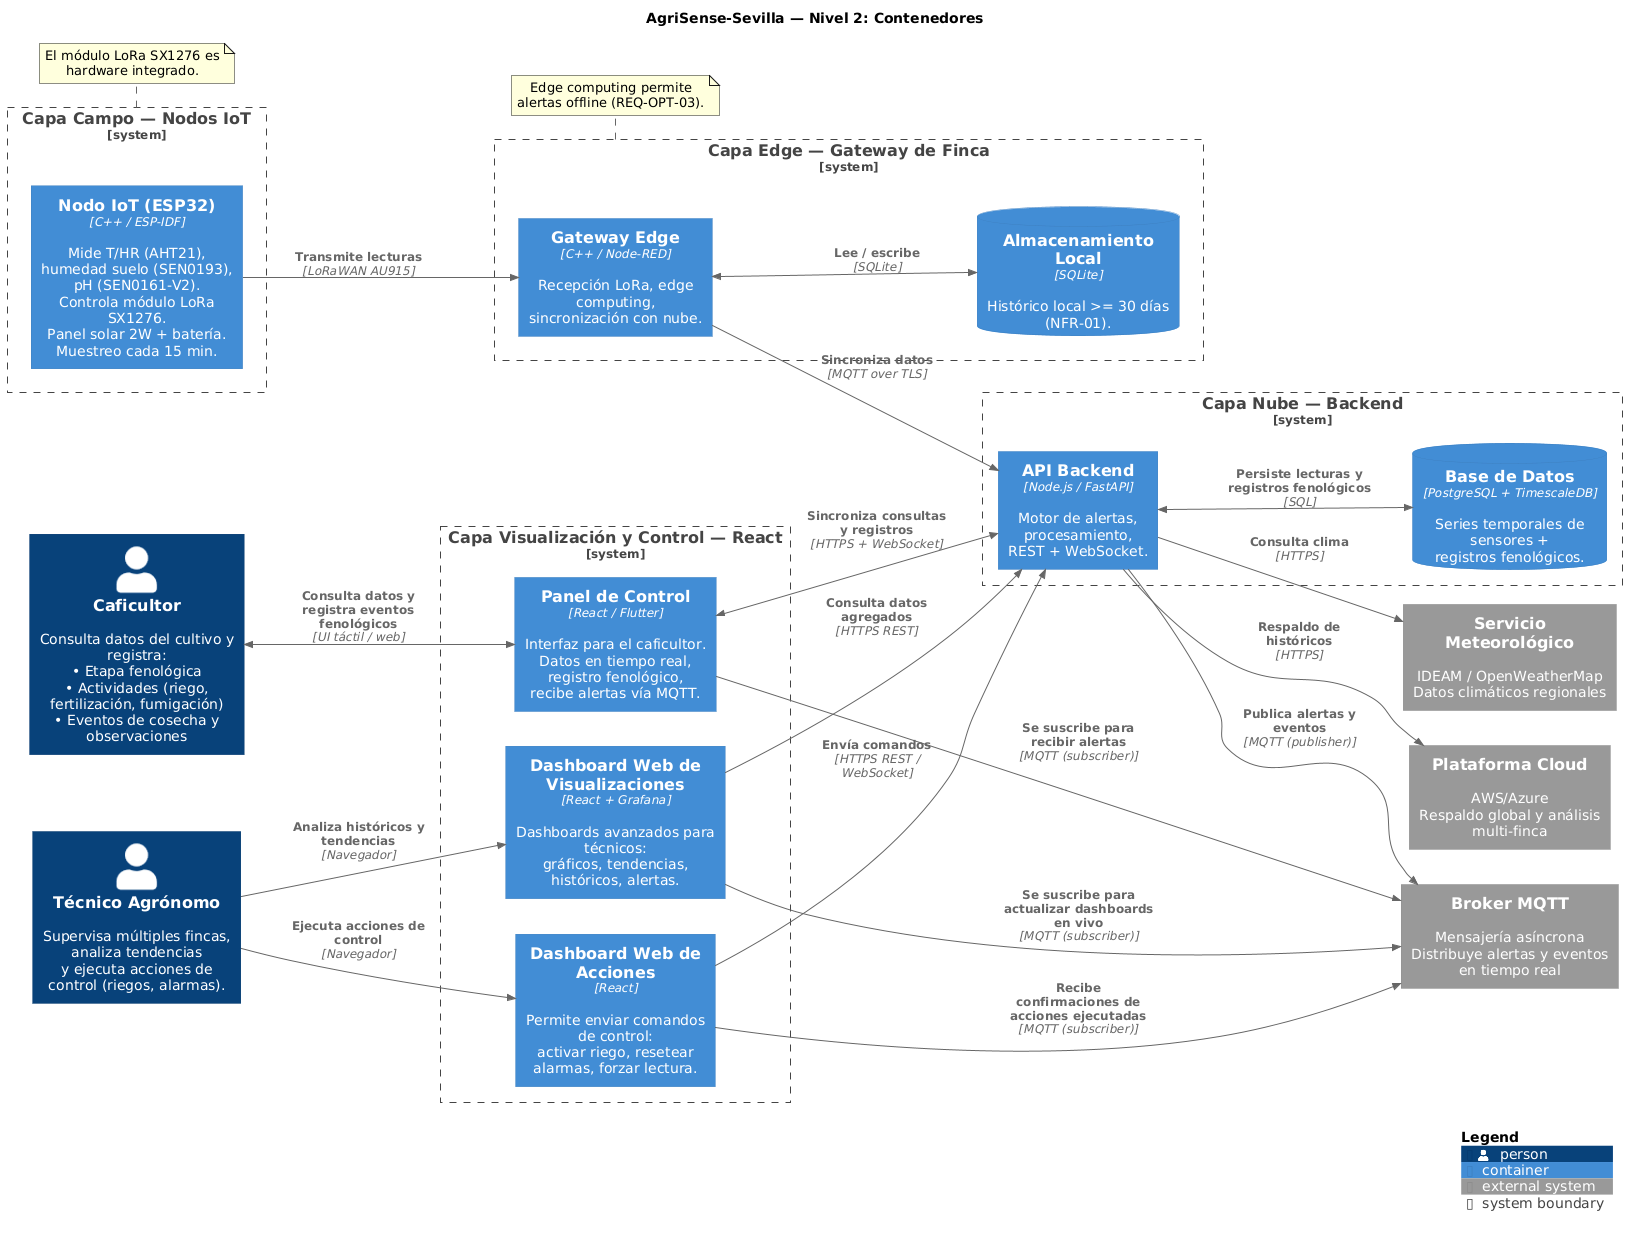 AgriSense-Sevilla — Nivel 2: Contenedores
El módulo LoRa SX1276 es
hardware integrado.
Edge computing permite
alertas offline (REQ-OPT-03).
Capa Campo — Nodos IoT
[system]
Nodo IoT (ESP32)
[C++ / ESP-IDF]
Mide T/HR (AHT21),
humedad suelo (SEN0193),
pH (SEN0161-V2).
Controla módulo LoRa
SX1276.
Panel solar 2W + batería.
Muestreo cada 15 min.
Transmite lecturas
[LoRaWAN AU915]
Capa Edge — Gateway de Finca
[system]
Gateway Edge
[C++ / Node-RED]
Recepción LoRa, edge
computing,
sincronización con nube.
Lee / escribe
[SQLite]
Almacenamiento
Local
[SQLite]
Histórico local >= 30 días
(NFR-01).
Sincroniza datos
[MQTT over TLS]
Capa Nube — Backend
[system]
API Backend
[Node.js / FastAPI]
Motor de alertas,
procesamiento,
REST + WebSocket.
Persiste lecturas y
registros fenológicos
[SQL]
Base de Datos
[PostgreSQL + TimescaleDB]
Series temporales de
sensores +
registros fenológicos.
Consulta clima
[HTTPS]
Sincroniza consultas
y registros
[HTTPS + WebSocket]
Caficultor
Consulta datos del cultivo y
registra:
• Etapa fenológica
• Actividades (riego,
fertilización, fumigación)
• Eventos de cosecha y
observaciones
Consulta datos y
registra eventos
fenológicos
[UI táctil / web]
Capa Visualización y Control — React
[system]
Panel de Control
[React / Flutter]
Interfaz para el caficultor.
Datos en tiempo real,
registro fenológico,
recibe alertas vía MQTT.
Consulta datos
agregados
[HTTPS REST]
Respaldo de
históricos
[HTTPS]
Servicio
Meteorológico
IDEAM / OpenWeatherMap
Datos climáticos regionales
Publica alertas y
eventos
[MQTT (publisher)]
Se suscribe para
recibir alertas
[MQTT (subscriber)]
Envía comandos
[HTTPS REST /
WebSocket]
Dashboard Web de
Visualizaciones
[React + Grafana]
Dashboards avanzados para
técnicos:
gráficos, tendencias,
históricos, alertas.
Plataforma Cloud
AWS/Azure
Respaldo global y análisis
multi-finca
Analiza históricos y
tendencias
[Navegador]
Técnico Agrónomo
Supervisa múltiples fincas,
analiza tendencias
y ejecuta acciones de
control (riegos, alarmas).
Ejecuta acciones de
control
[Navegador]
Se suscribe para
actualizar dashboards
en vivo
[MQTT (subscriber)]
Broker MQTT
Mensajería asíncrona
Distribuye alertas y eventos
en tiempo real
Dashboard Web de
Acciones
[React]
Permite enviar comandos
de control:
activar riego, resetear
alarmas, forzar lectura.
Recibe
confirmaciones de
acciones ejecutadas
[MQTT (subscriber)]
Legend
person
container
external system
system boundary